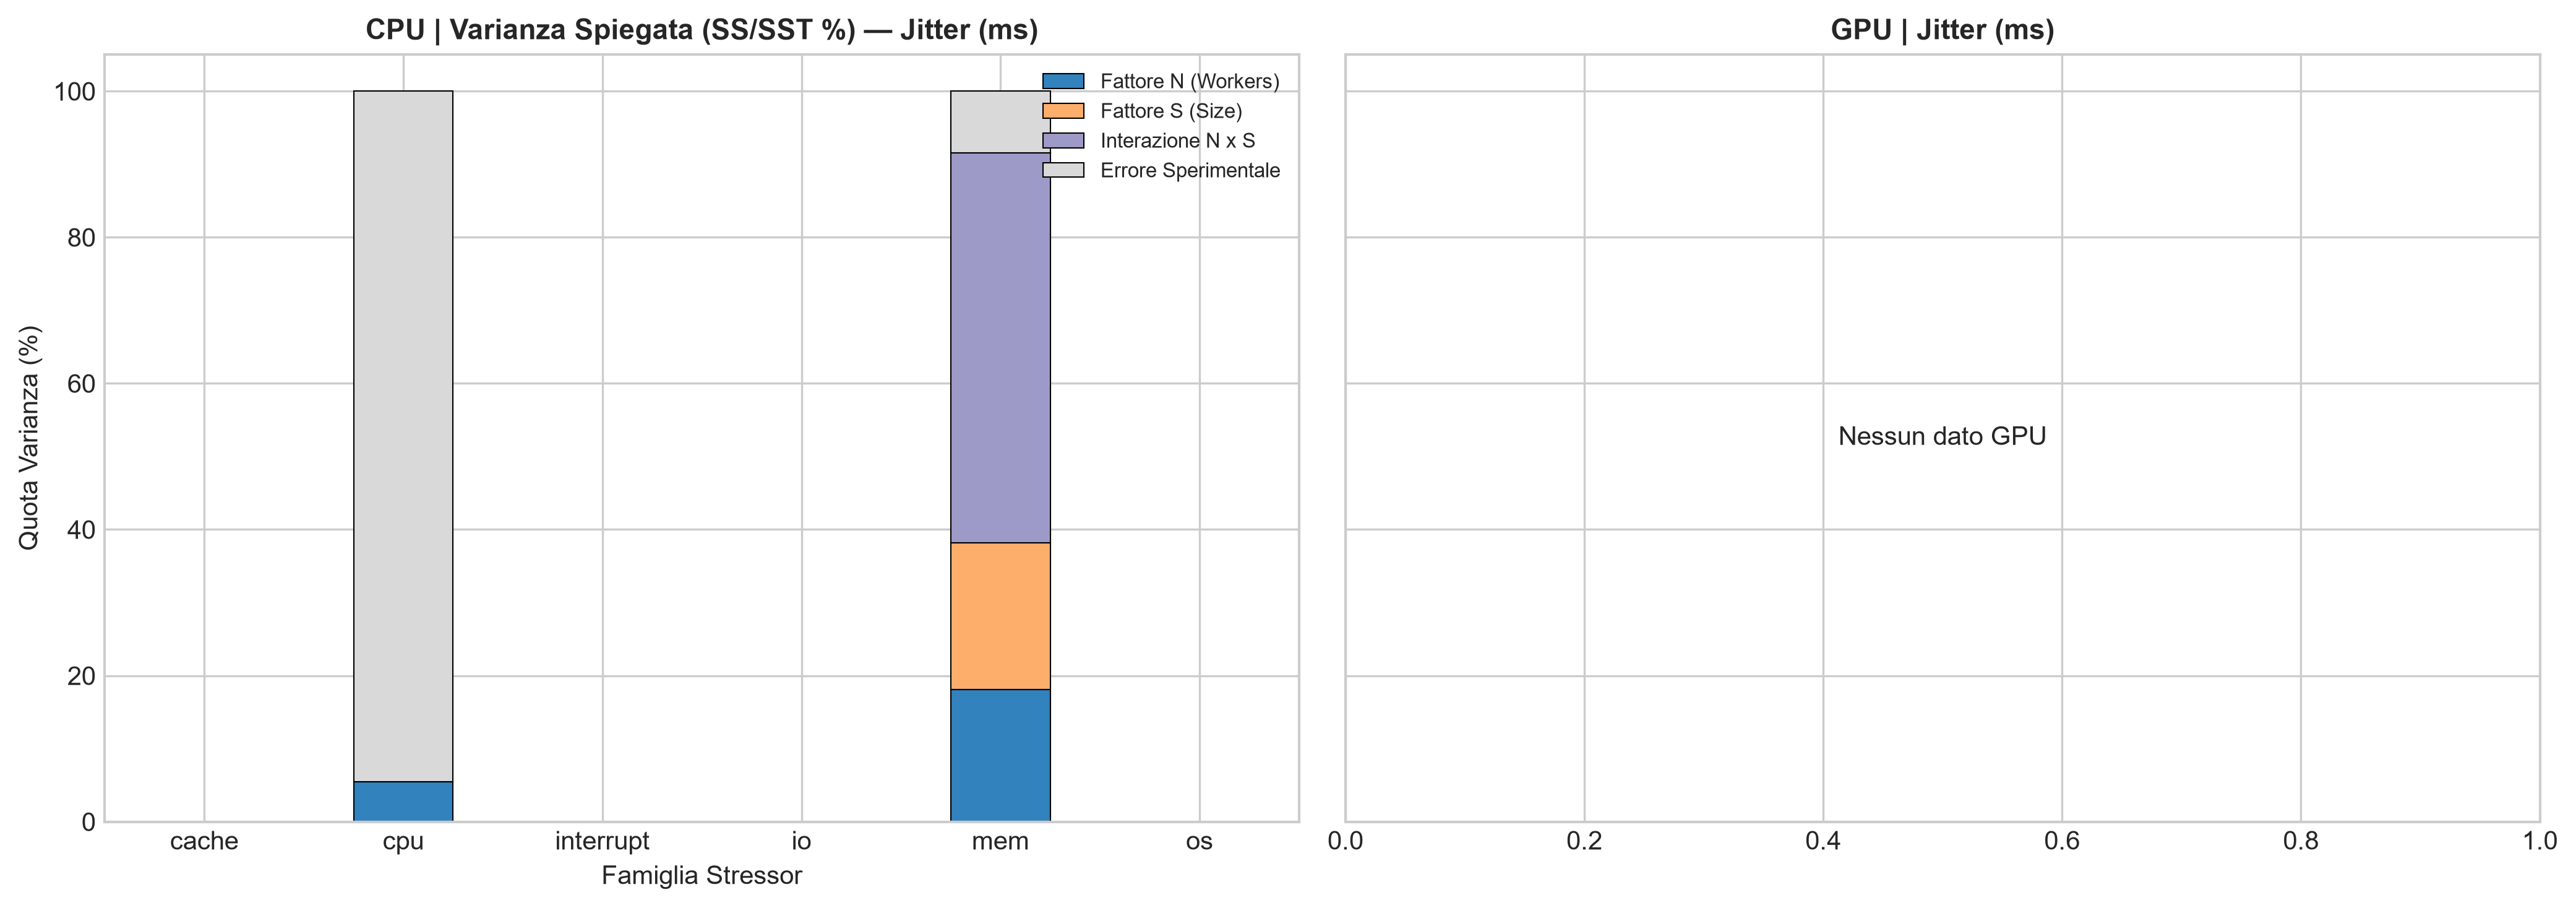 CPU | Varianza Spiegata (SS/SST %) — Jitter (ms)
Fattore N (Workers)
Fattore S (Size)
Interazione N x S
Errore Sperimentale
Quota Varianza (%)
100
80
60
40
20
0
cache cpu interrupt io mem os
Famiglia Stressor
GPU | Jitter (ms)
Nessun dato GPU
0.0 0.2 0.4 0.6 0.8 1.0